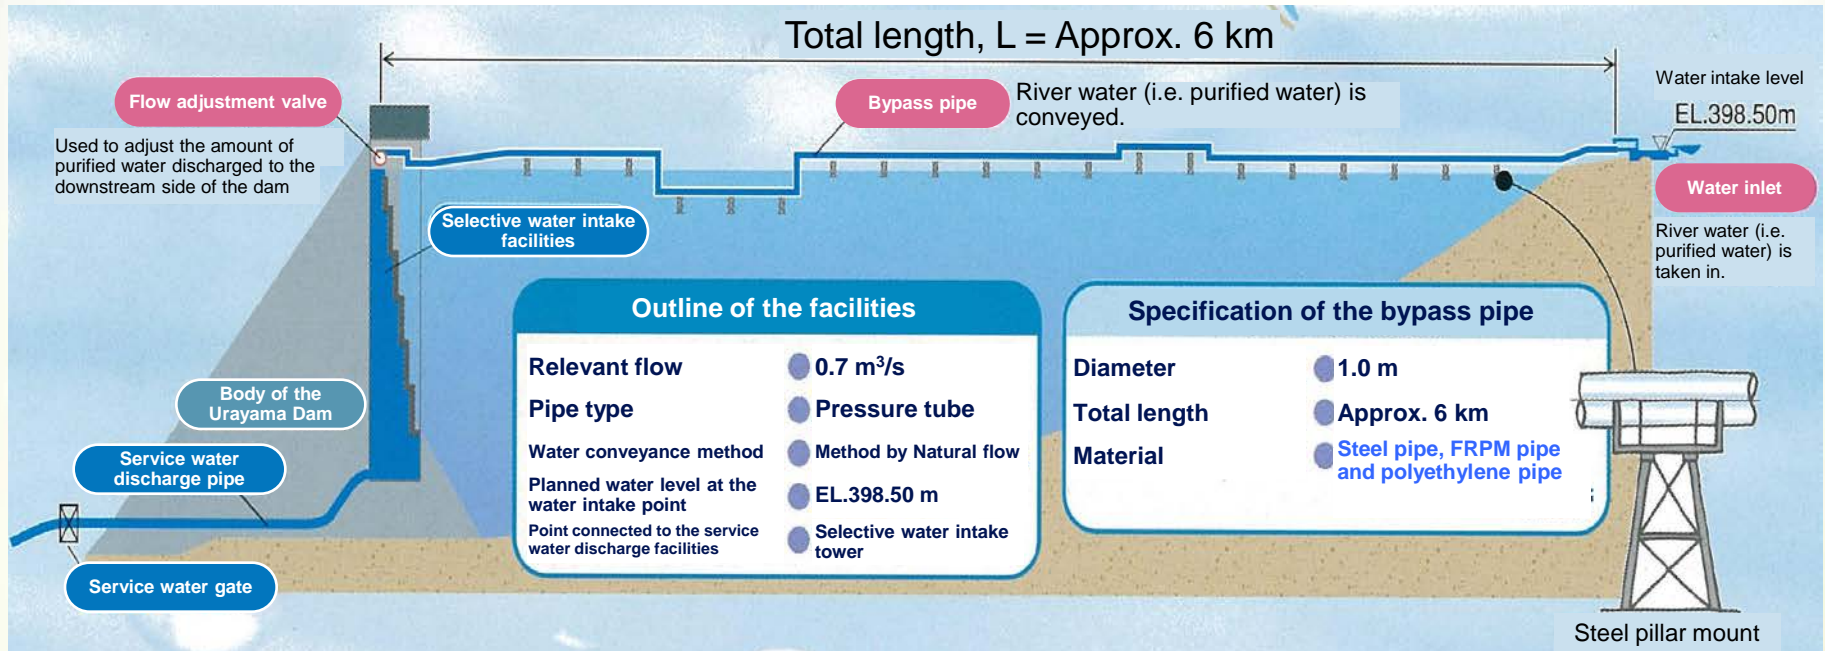 Total length, L = Approx. 6 km
Water intake level
EL.398.50m
Flow adjustment valve
Used to adjust the amount of
purified water discharged to the
downstream side of the dam
Bypass pipe
River water (i.e. purified water) is
conveyed.
Water inlet
River water (i.e.
purified water) is
taken in.
Selective water intake
facilities
Body of the
Urayama Dam
Service water
discharge pipe
Service water gate
Outline of the facilities
Relevant flow 0.7 m³/s
Pipe type Pressure tube
Water conveyance method Method by Natural flow
Planned water level at the
water intake point EL.398.50 m
Point connected to the service
water discharge facilities Selective water intake
tower
Specification of the bypass pipe
Diameter 1.0 m
Total length Approx. 6 km
Material Steel pipe, FRPM pipe
and polyethylene pipe
Steel pillar mount